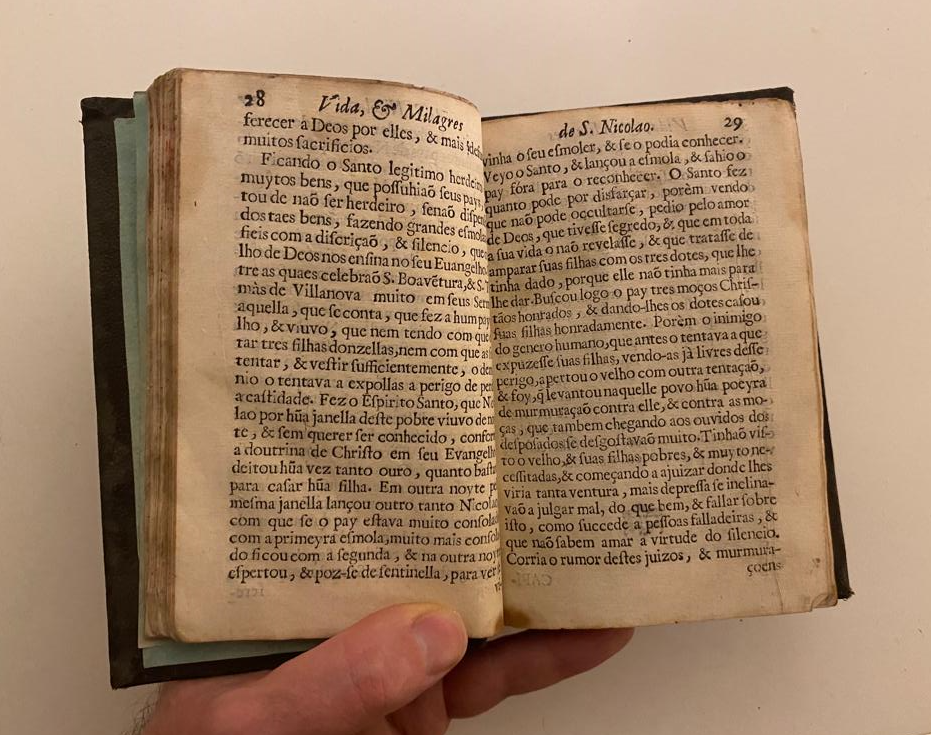 28 Vida, & Milagres
ferecer a Deos por elles, & mais
muitos sacrificios.
Ficando o Santo legitimo herdei
muytos bens, que possuhiaõ seus pays
tou de naõ ser herdeiro, senaõ dispen
dos taes bens, fazendo grandes esmolas
fieis com a discriçaõ, & silencio, que
lho de Deos nos ensina no seu Euangelho
tre as quaes celebraõ S. Boavẽtura, & S.
màs de Villanova muito em seus Ser
aquella, que se conta, que fez a hum pay
lho, & viuvo, que nem tendo com que
tar tres filhas donzellas, nem com que as
tentar, & vestir sufficientemente, o de
nio o tentava a expollas a perigo de per
a castidade. Fez o Espirito Santo, que Ni
lao por hũa janella deste pobre viuvo de n
te, & sem querer ser conhecido, confor
a doutrina de Christo em seu Evangelh
deitou hũa vez tanto ouro, quanto basta
para casar hũa filha. Em outra noyte pe
mesma janella lançou outro tanto Nicolao
com que se o pay estava muito consolad
com a primeyra esmola, muito mais consola
do ficou com a segunda, & na outra noy
espertou, & poz-se de sentinella, para ver
de S. Nicolao. 29
vinha o seu esmoler, & se o podia conhecer.
Veyo o Santo, & lançou a esmola, & sahio o
pay fóra para o reconhecer. O Santo fez
quanto pode por disfarçar, porèm vendo
que naõ pode occultarse, pedio pelo amor
de Deos, que tivesse segredo, & que em toda
a sua vida o naõ revelasse, & que tratasse de
amparar suas filhas com os tres dotes, que lhe
tinha dado, porque elle naõ tinha mais para
lhe dar. Buscou logo o pay tres moços Chris-
tãos honrados, & dando-lhes os dotes casou
suas filhas honradamente. Porèm o inimigo
do genero humano, que antes o tentava a que
expuzesse suas filhas, vendo-as jà livres desse
perigo, apertou o velho com outra tentaçaõ,
& foy, q̃ levantou naquelle povo hũa poeyra
de murmuraçaõ contra elle, & contra as mo-
ças, que tambem chegando aos ouvidos dos
desposados se desgostavaõ muito. Tinhaõ vis-
to o velho, & suas filhas pobres, & muyto ne-
cessitadas, & começando a ajuizar donde lhes
viria tanta ventura, mais depressa se inclina-
vaõ a julgar mal, do que bem, & fallar sobre
isto, como succede a pessoas falladeiras, &
que naõ sabem amar a virtude do silencio.
Corria o rumor destes juizos, & murmura-
çoens